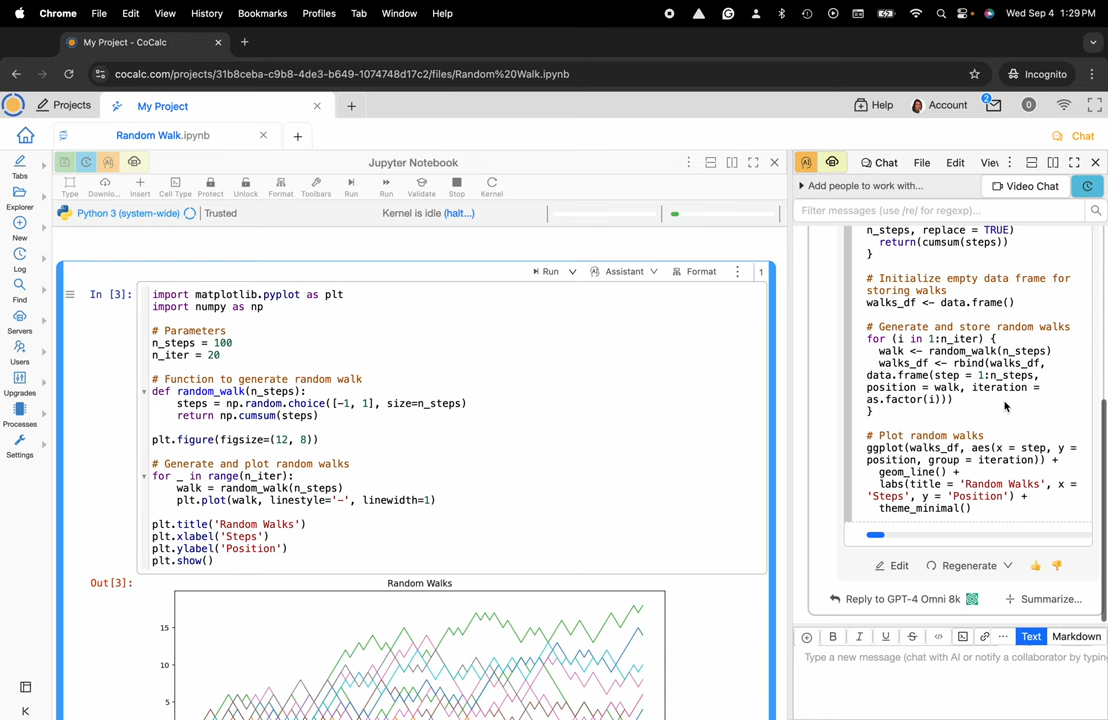 Chrome File Edit View History Bookmarks Profiles Tab Window Help Wed Sep 4 1:29 PM
My Project - CoCalc
cocalc.com/projects/31b8ceba-c9b8-4de3-b649-1074748d17c2/files/Random%20Walk.ipynb Incognito
Projects My Project Help Account 2 0
Random Walk.ipynb Chat
Jupyter Notebook
Type Downlo... Insert Cell Type Protect Unlock Format Toolbars Run Run Validate Stop Kernel
Python 3 (system-wide) Trusted Kernel is idle (halt...)
Tabs
Explorer
New
Log
Find
Servers
Users
Upgrades
Processes
Settings
Run Assistant Format 1
In [3]:
import matplotlib.pyplot as plt
import numpy as np
# Parameters
n_steps = 100
n_iter = 20
# Function to generate random walk
def random_walk(n_steps):
steps = np.random.choice([-1, 1], size=n_steps)
return np.cumsum(steps)
plt.figure(figsize=(12, 8))
# Generate and plot random walks
for _ in range(n_iter):
walk = random_walk(n_steps)
plt.plot(walk, linestyle='-', linewidth=1)
plt.title('Random Walks')
plt.xlabel('Steps')
plt.ylabel('Position')
plt.show()
Out[3]:
Random Walks
15
10
5
AI Chat File Edit View
Add people to work with... Video Chat
Filter messages (use /re/ for regexp)...
n_steps, replace = TRUE)
return(cumsum(steps))
}
# Initialize empty data frame for
storing walks
walks_df <- data.frame()
# Generate and store random walks
for (i in 1:n_iter) {
walk <- random_walk(n_steps)
walks_df <- rbind(walks_df,
data.frame(step = 1:n_steps,
position = walk, iteration =
as.factor(i)))
}
# Plot random walks
ggplot(walks_df, aes(x = step, y =
position, group = iteration)) +
geom_line() +
labs(title = 'Random Walks', x =
'Steps', y = 'Position') +
theme_minimal()
Edit Regenerate
Reply to GPT-4 Omni 8k Summarize...
B I U S Text Markdown
Type a new message (chat with AI or notify a collaborator by typing